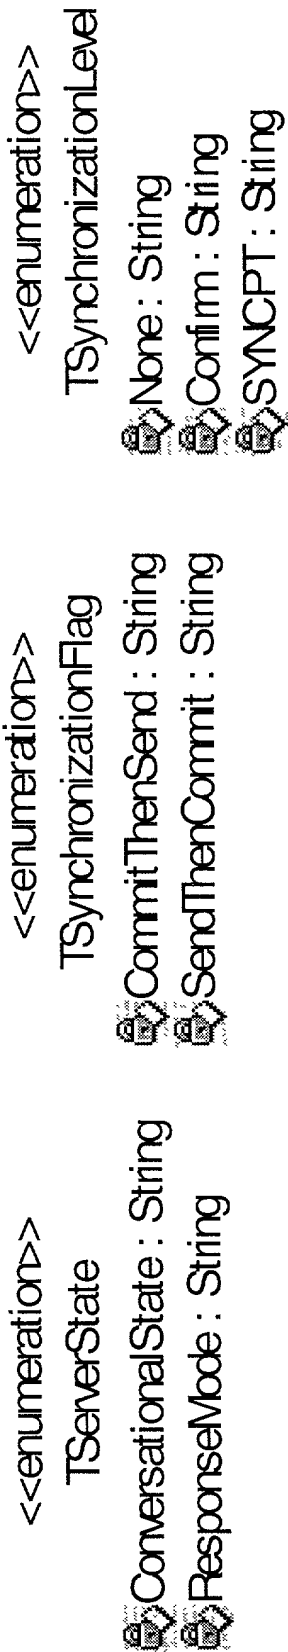 <<enumeration>>
TServerState
ConversationalState : String
ResponseMode : String
<<enumeration>>
TSynchronizationFlag
CommitThenSend : String
SendThenCommit : String
<<enumeration>>
TSynchronizationLevel
None : String
Confirm : String
SYNCPT : String